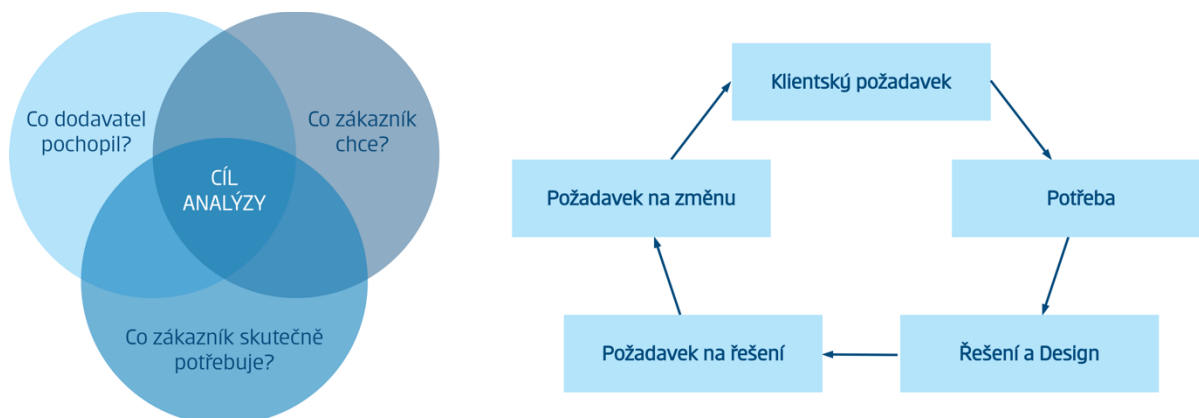 Co dodavatel
pochopil?
Co zákazník
chce?
CÍL
ANALÝZY
Co zákazník skutečně
potřebuje?
Klientský požadavek
Požadavek na změnu
Potřeba
Požadavek na řešení
Řešení a Design